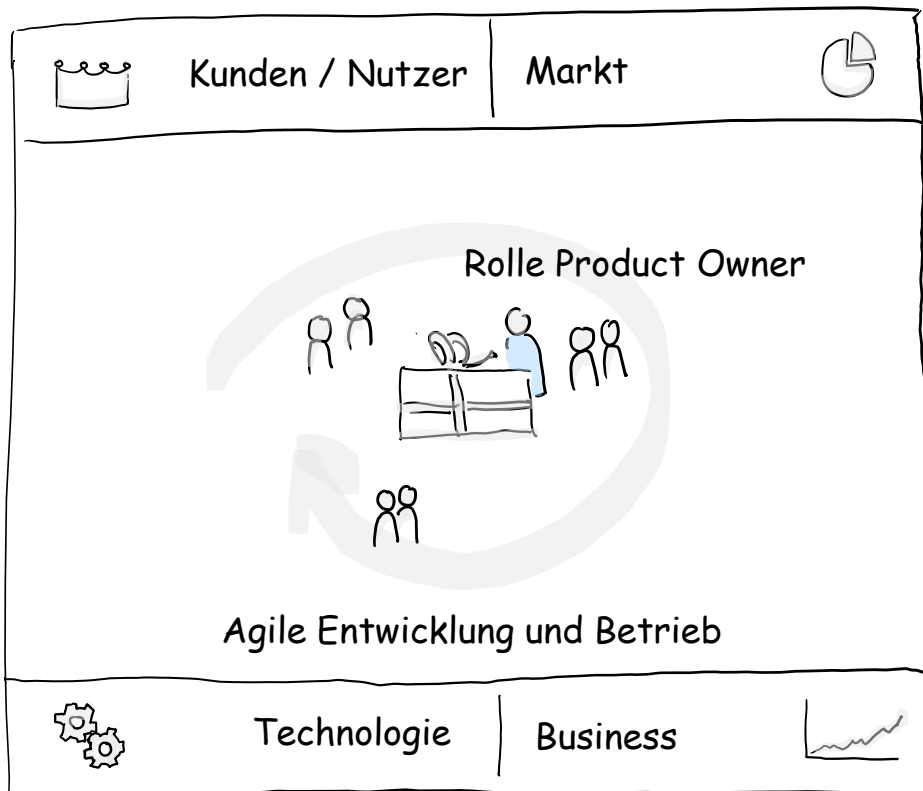 Kunden / Nutzer
Markt
Rolle Product Owner
Agile Entwicklung und Betrieb
Technologie
Business